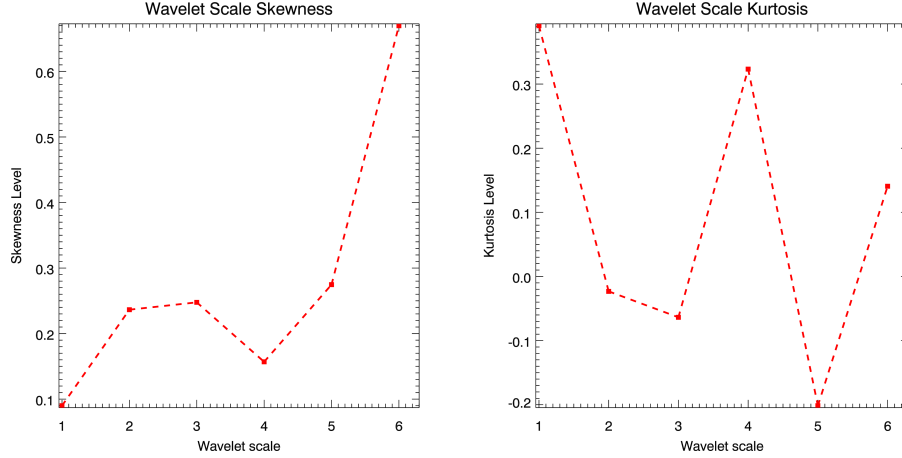 Wavelet Scale Skewness
0.6
0.5
0.4
0.3
0.2
0.1
Skewness Level
1 2 3 4 5 6
Wavelet scale
Wavelet Scale Kurtosis
0.3
0.2
0.1
0.0
-0.1
-0.2
Kurtosis Level
1 2 3 4 5 6
Wavelet scale